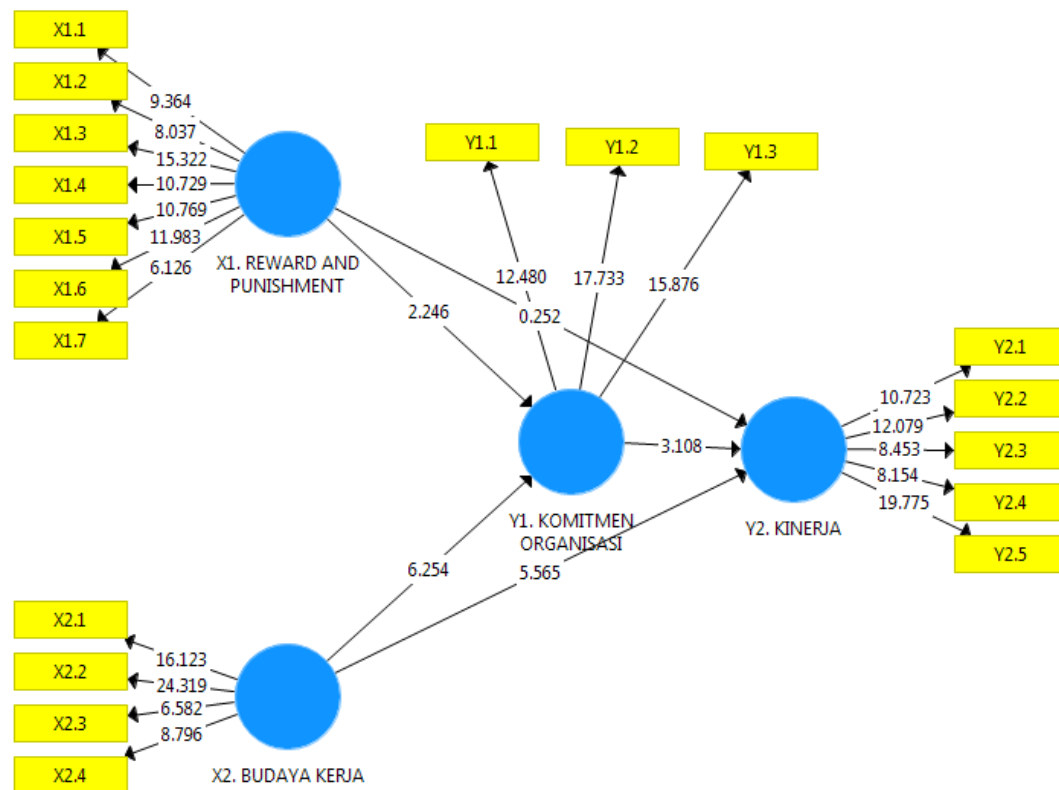 X1.1
X1.2
X1.3
X1.4
X1.5
X1.6
X1.7
9.364
8.037
15.322
10.729
10.769
11.983
6.126
X1. REWARD AND
PUNISHMENT
Y1.1
Y1.2
Y1.3
12.480
17.733
15.876
2.246
0.252
Y1. KOMITMEN
ORGANISASI
3.108
6.254
5.565
Y2. KINERJA
10.723
12.079
8.453
8.154
19.775
Y2.1
Y2.2
Y2.3
Y2.4
Y2.5
X2.1
X2.2
X2.3
X2.4
16.123
24.319
6.582
8.796
X2. BUDAYA KERJA